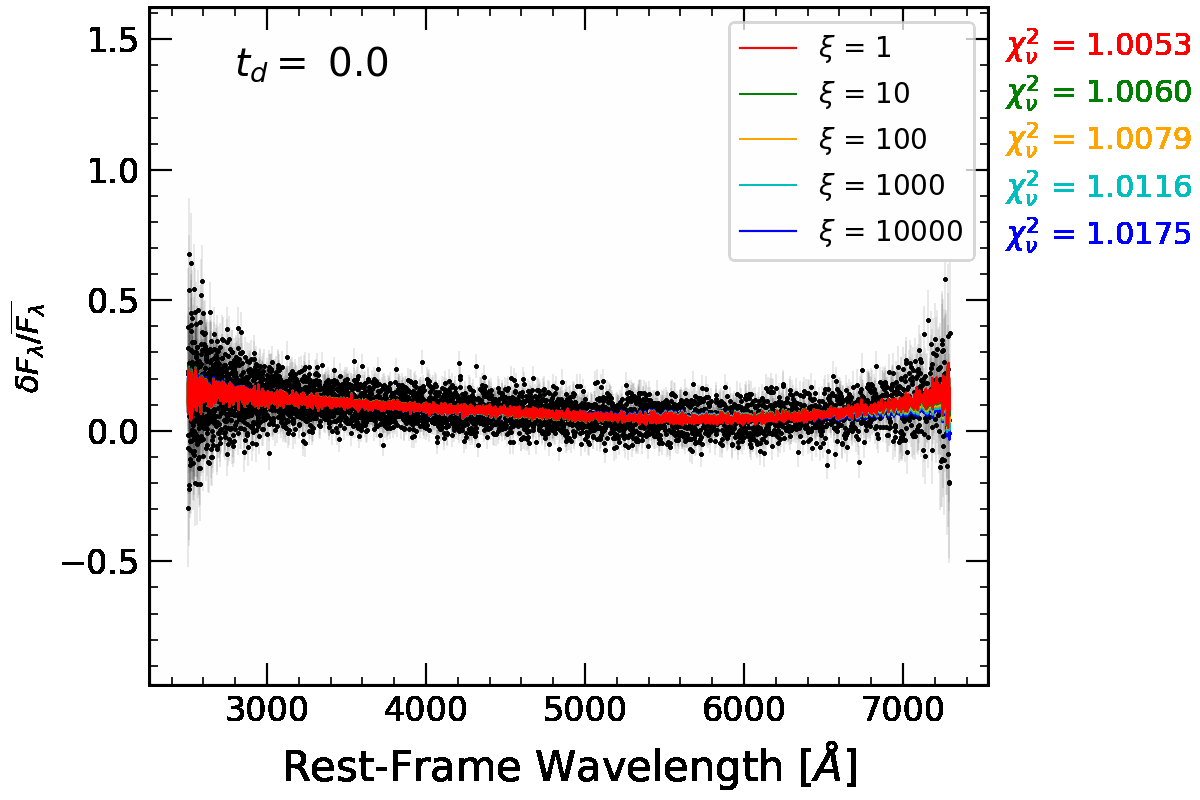 t_d = 0.0
ξ = 1
ξ = 10
ξ = 100
ξ = 1000
ξ = 10000
χ²_ν = 1.0053
χ²_ν = 1.0060
χ²_ν = 1.0079
χ²_ν = 1.0116
χ²_ν = 1.0175
1.5
1.0
0.5
0.0
−0.5
δF_λ/F̅_λ
3000 4000 5000 6000 7000
Rest-Frame Wavelength [Å]